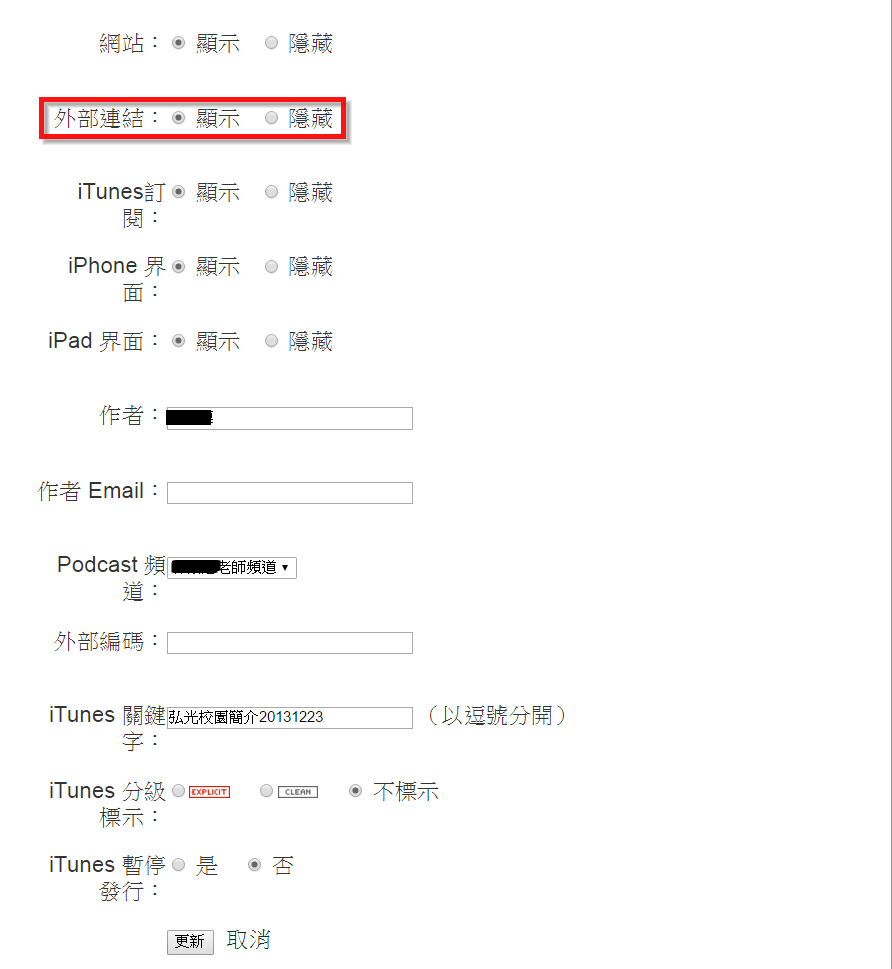 網站： 顯示 隱藏
外部連結： 顯示 隱藏
iTunes訂 顯示 隱藏
閱：
iPhone 界 顯示 隱藏
面：
iPad 界面： 顯示 隱藏
作者：
作者 Email：
Podcast 頻 老師頻道
道：
外部編碼：
iTunes 關鍵 弘光校園簡介20131223 （以逗號分開）
字：
iTunes 分級 EXPLICIT CLEAN 不標示
標示：
iTunes 暫停 是 否
發行：
更新 取消